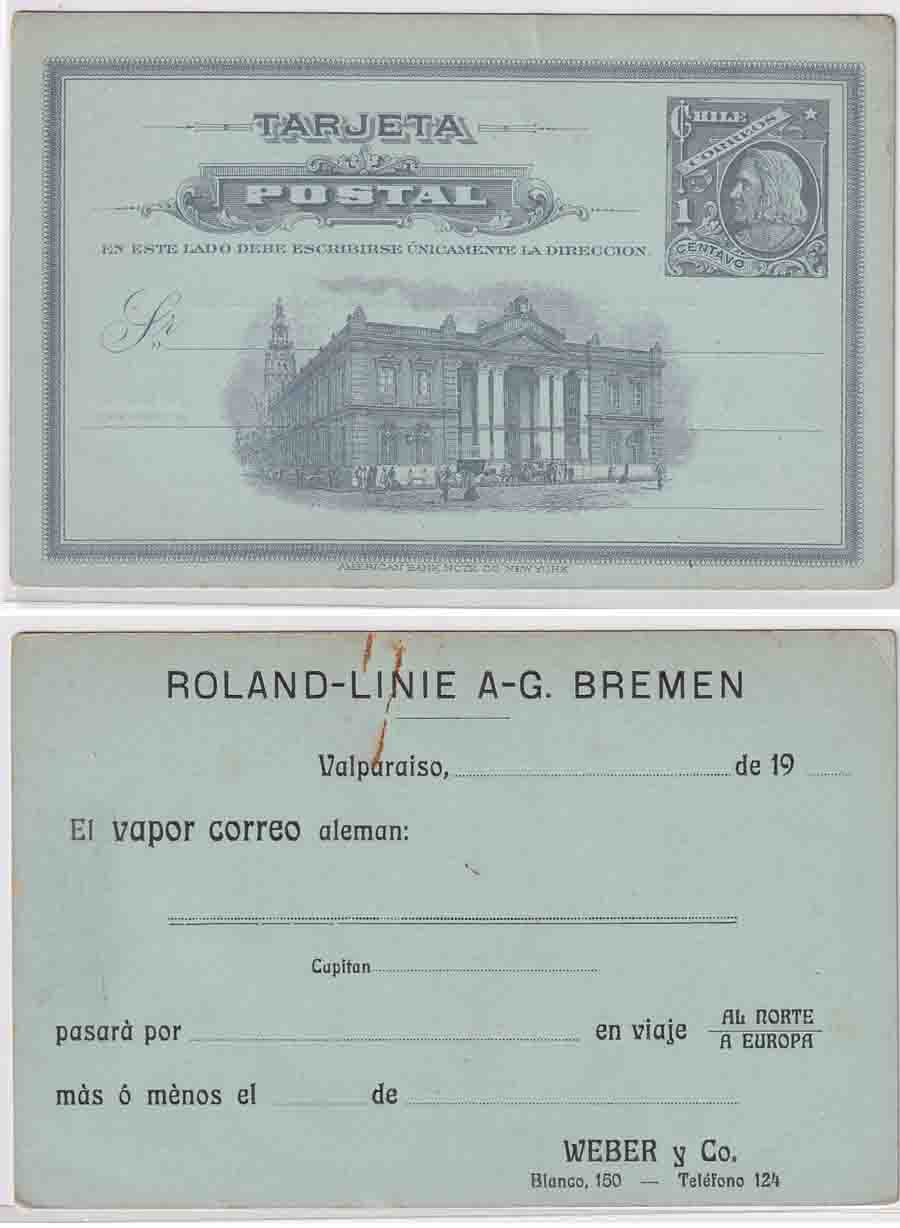 TARJETA
POSTAL
EN ESTE LADO DEBE ESCRIBIRSE ÚNICAMENTE LA DIRECCION.
CHILE
CORREOS
1
CENTAVO
Sr
AMERICAN BANK NOTE CO NEW YORK
ROLAND-LINIE A-G. BREMEN
Valparaiso, de 19
El vapor correo aleman:
Capitan
pasarà por en viaje AL NORTE
A EUROPA
màs ó mènos el de
WEBER y Co.
Blanco, 150 — Teléfono 124